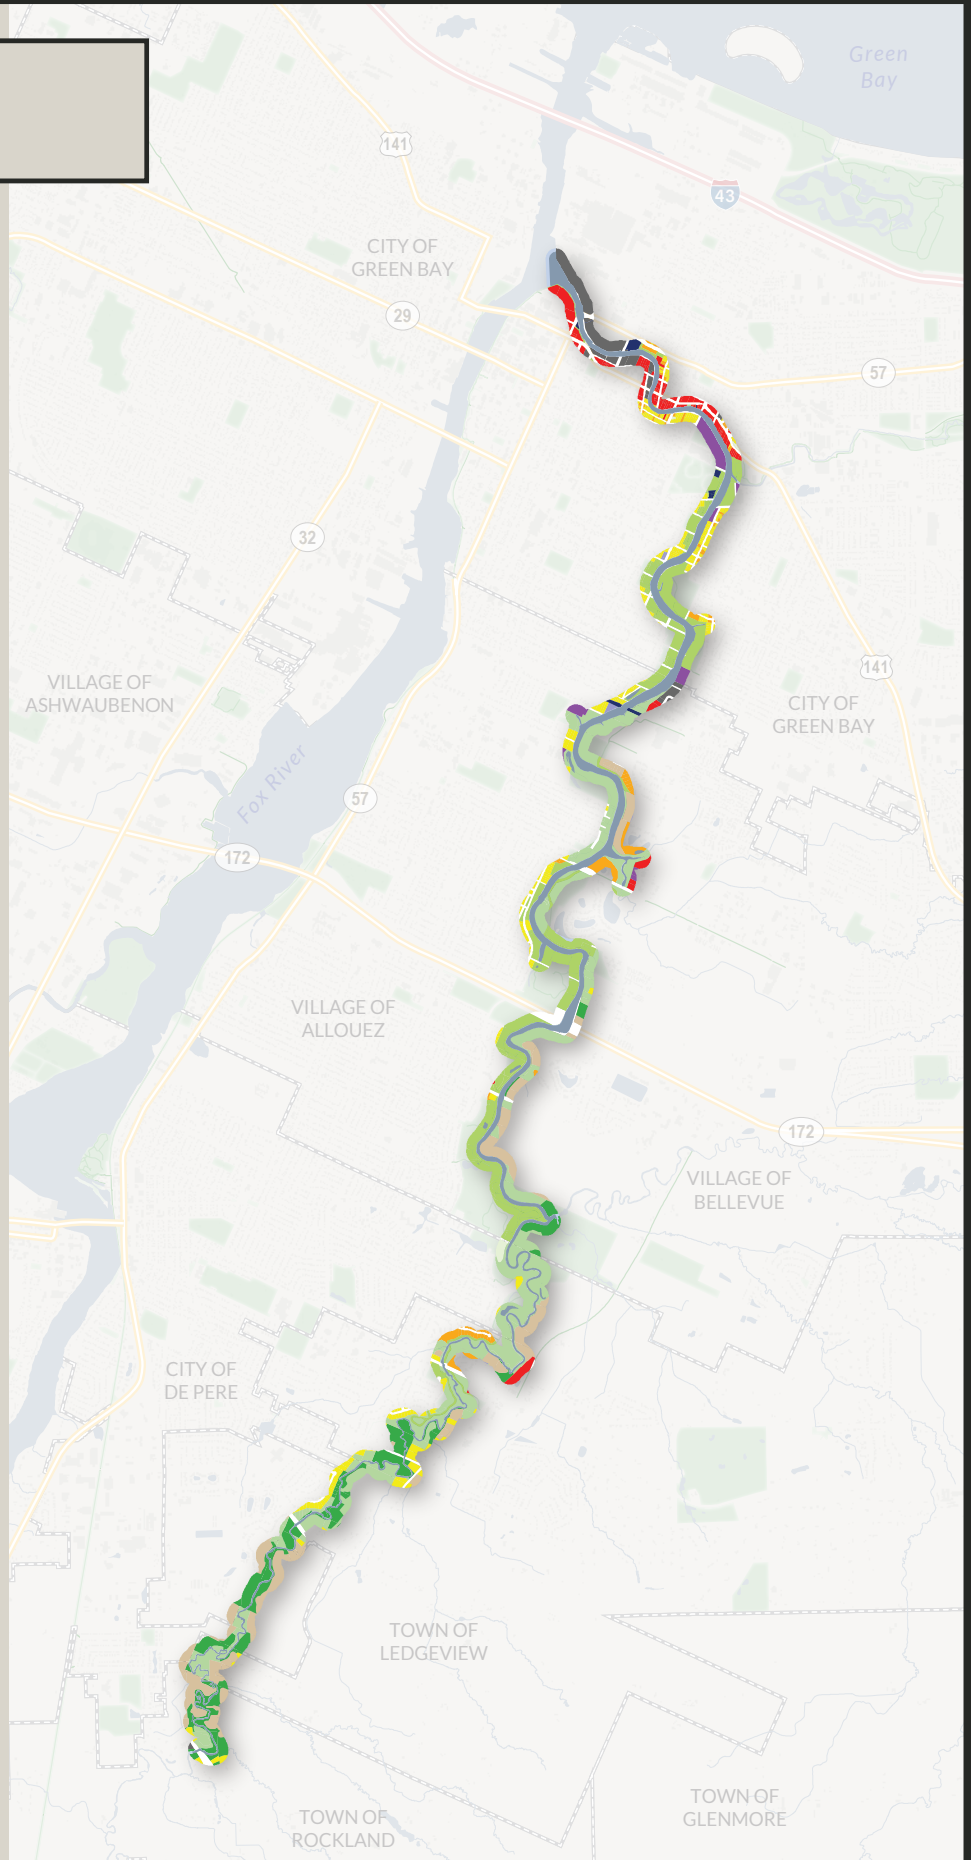 Green
Bay
141
43
CITY OF
GREEN BAY
29
57
32
141
VILLAGE OF
ASHWAUBENON
CITY OF
GREEN BAY
Fox River
57
172
VILLAGE OF
ALLOUEZ
172
VILLAGE OF
BELLEVUE
CITY OF
DE PERE
TOWN OF
LEDGEVIEW
TOWN OF
GLENMORE
TOWN OF
ROCKLAND